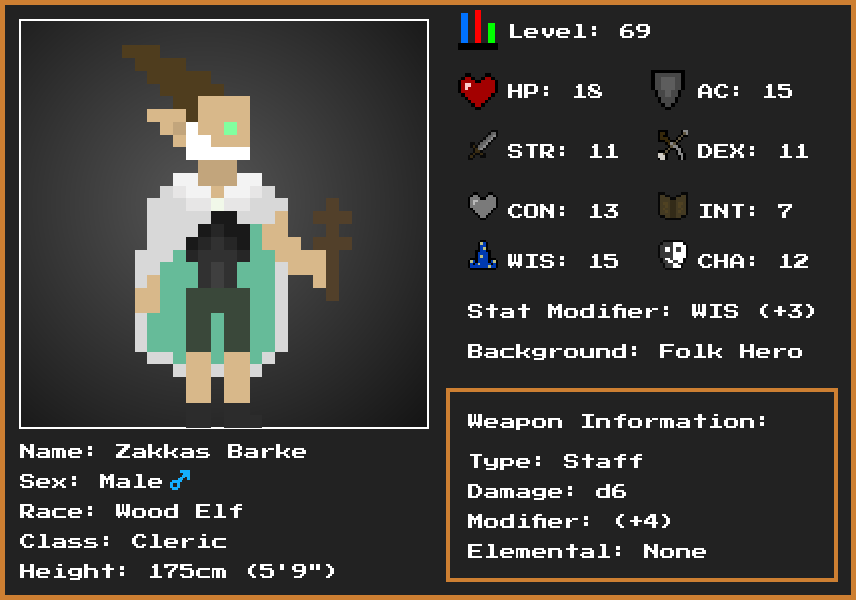 Level: 69
HP: 18 AC: 15
STR: 11 DEX: 11
CON: 13 INT: 7
WIS: 15 CHA: 12
Stat Modifier: WIS (+3)
Background: Folk Hero
Weapon Information:
Type: Staff
Damage: d6
Modifier: (+4)
Elemental: None
Name: Zakkas Barke
Sex: Male ♂
Race: Wood Elf
Class: Cleric
Height: 175cm (5'9")